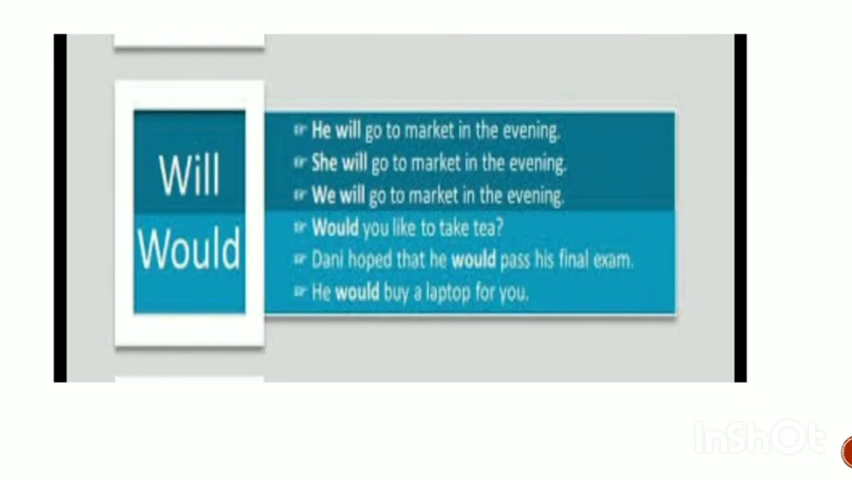 Will
Would
☞ He will go to market in the evening.
☞ She will go to market in the evening.
☞ We will go to market in the evening.
☞ Would you like to take tea?
☞ Dani hoped that he would pass his final exam.
☞ He would buy a laptop for you.
InShOt